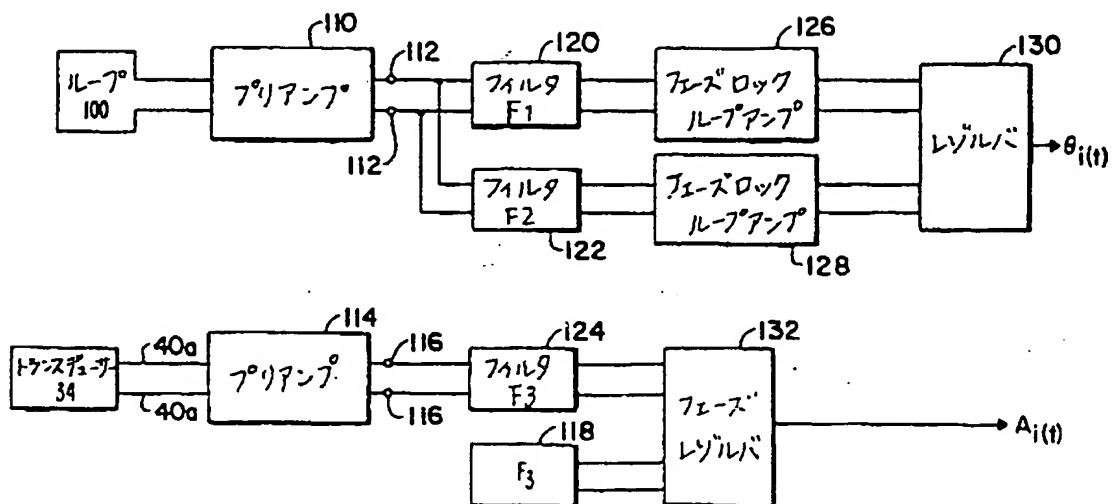 110
112
120
126
130
ループ
100
プリアンプ
フィルタ
F1
フェーズロック
ループアンプ
レゾルバ
θi(t)
112
フィルタ
F2
フェーズロック
ループアンプ
122
128
114
116
124
132
トランスデューサ
34
40a
40a
プリアンプ
116
フィルタ
F3
フェーズ
レゾルバ
Ai(t)
118
F3